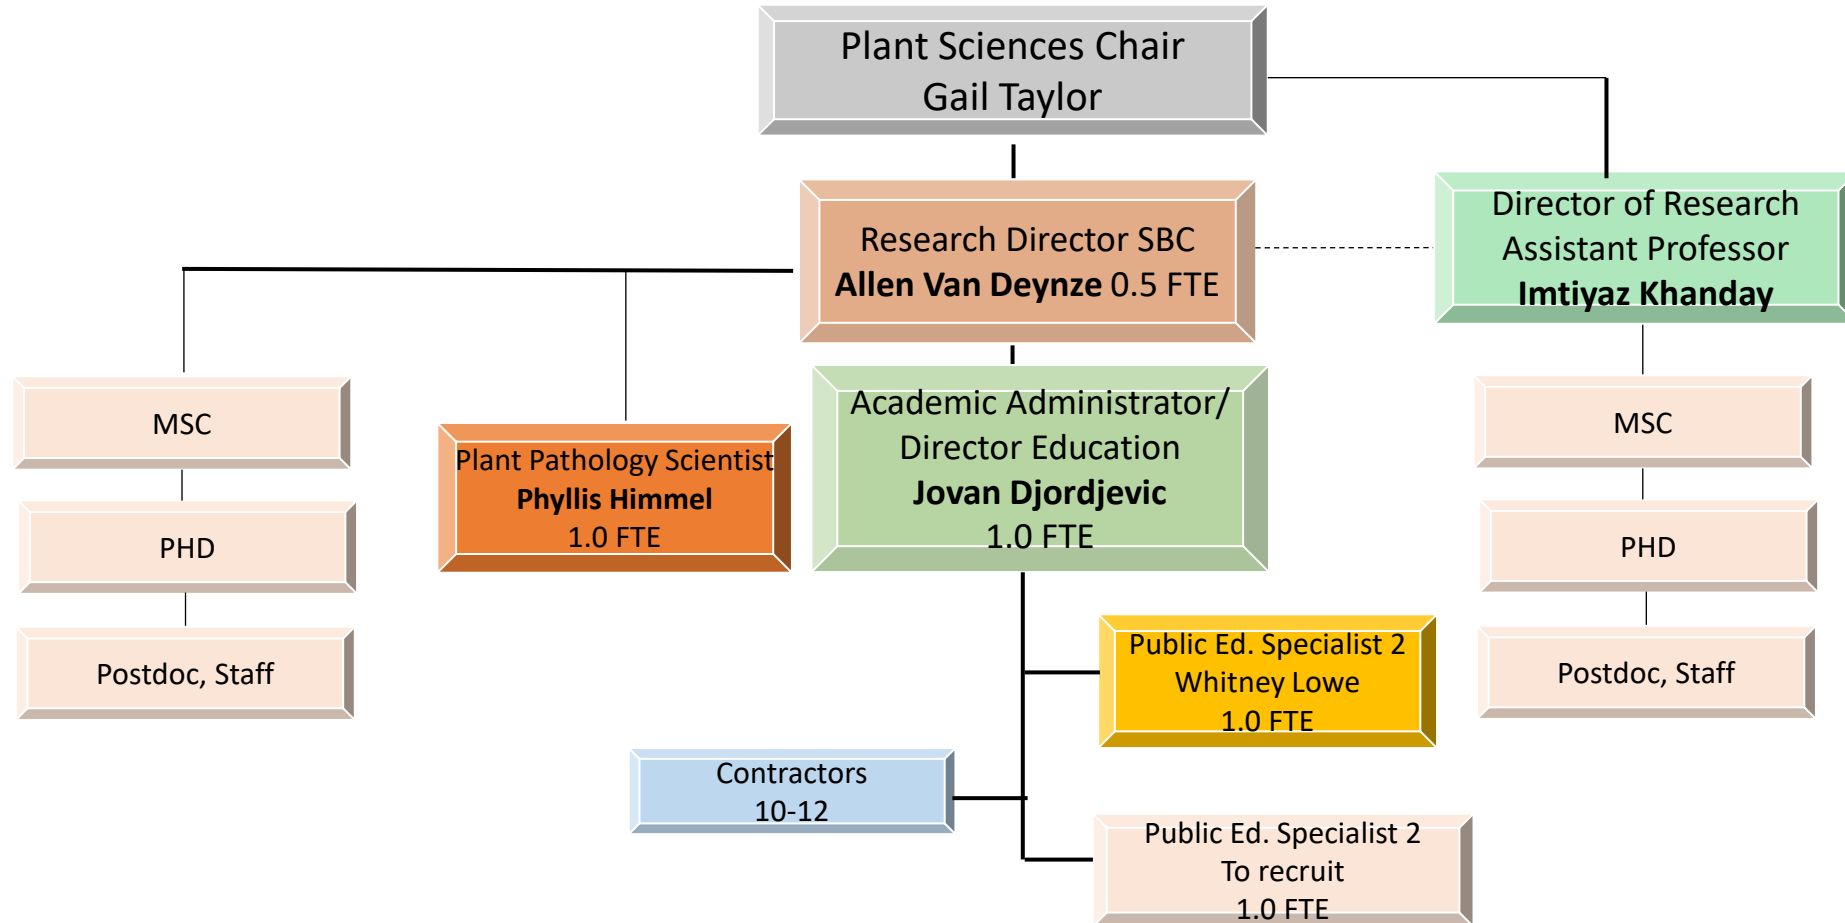 Plant Sciences Chair
Gail Taylor
Research Director SBC
Allen Van Deynze 0.5 FTE
Director of Research
Assistant Professor
Imtiyaz Khanday
MSC
PHD
Postdoc, Staff
Plant Pathology Scientist
Phyllis Himmel
1.0 FTE
Academic Administrator/
Director Education
Jovan Djordjevic
1.0 FTE
MSC
PHD
Postdoc, Staff
Public Ed. Specialist 2
Whitney Lowe
1.0 FTE
Contractors
10-12
Public Ed. Specialist 2
To recruit
1.0 FTE